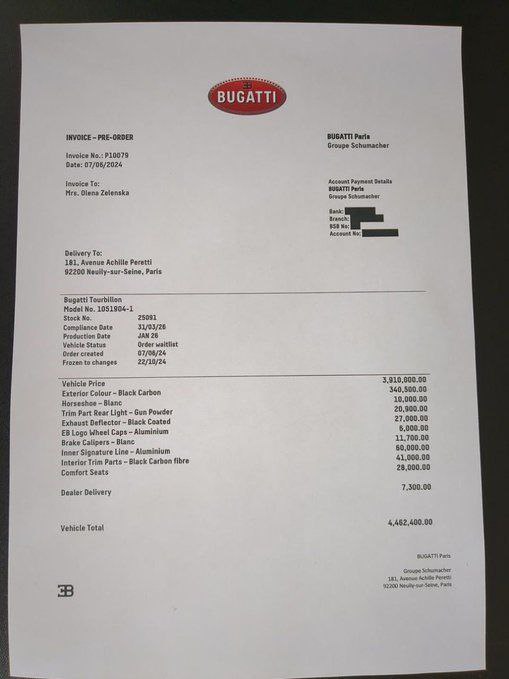 BUGATTI
INVOICE – PRE-ORDER
Invoice No.: P10079
Date: 07/06/2024
Invoice To:
Mrs. Olena Zelenska
BUGATTI Paris
Groupe Schumacher
Account Payment Details
BUGATTI Paris
Groupe Schumacher
Bank:
Branch:
BSB No:
Account No:
Delivery To:
181, Avenue Achille Peretti
92200 Neuilly-sur-Seine, Paris
Bugatti Tourbillon
Model No. 1051904-1
Stock No. 25091
Compliance Date 31/03/26
Production Date JAN 26
Vehicle Status Order waitlist
Order created 07/06/24
Frozen to changes 22/10/24
Vehicle Price 3,910,000.00
Exterior Colour – Black Carbon 340,500.00
Horseshoe – Blanc 10,000.00
Trim Part Rear Light – Gun Powder 20,900.00
Exhaust Deflector – Black Coated 27,000.00
EB Logo Wheel Caps – Aluminium 6,000.00
Brake Calipers – Blanc 11,700.00
Inner Signature Line – Aluminium 60,000.00
Interior Trim Parts – Black Carbon fibre 41,000.00
Comfort Seats 28,000.00
Dealer Delivery 7,300.00
Vehicle Total 4,462,400.00
BUGATTI Paris
Groupe Schumacher
181, Avenue Achille Peretti
92200 Neuilly-sur-Seine, Paris
EB